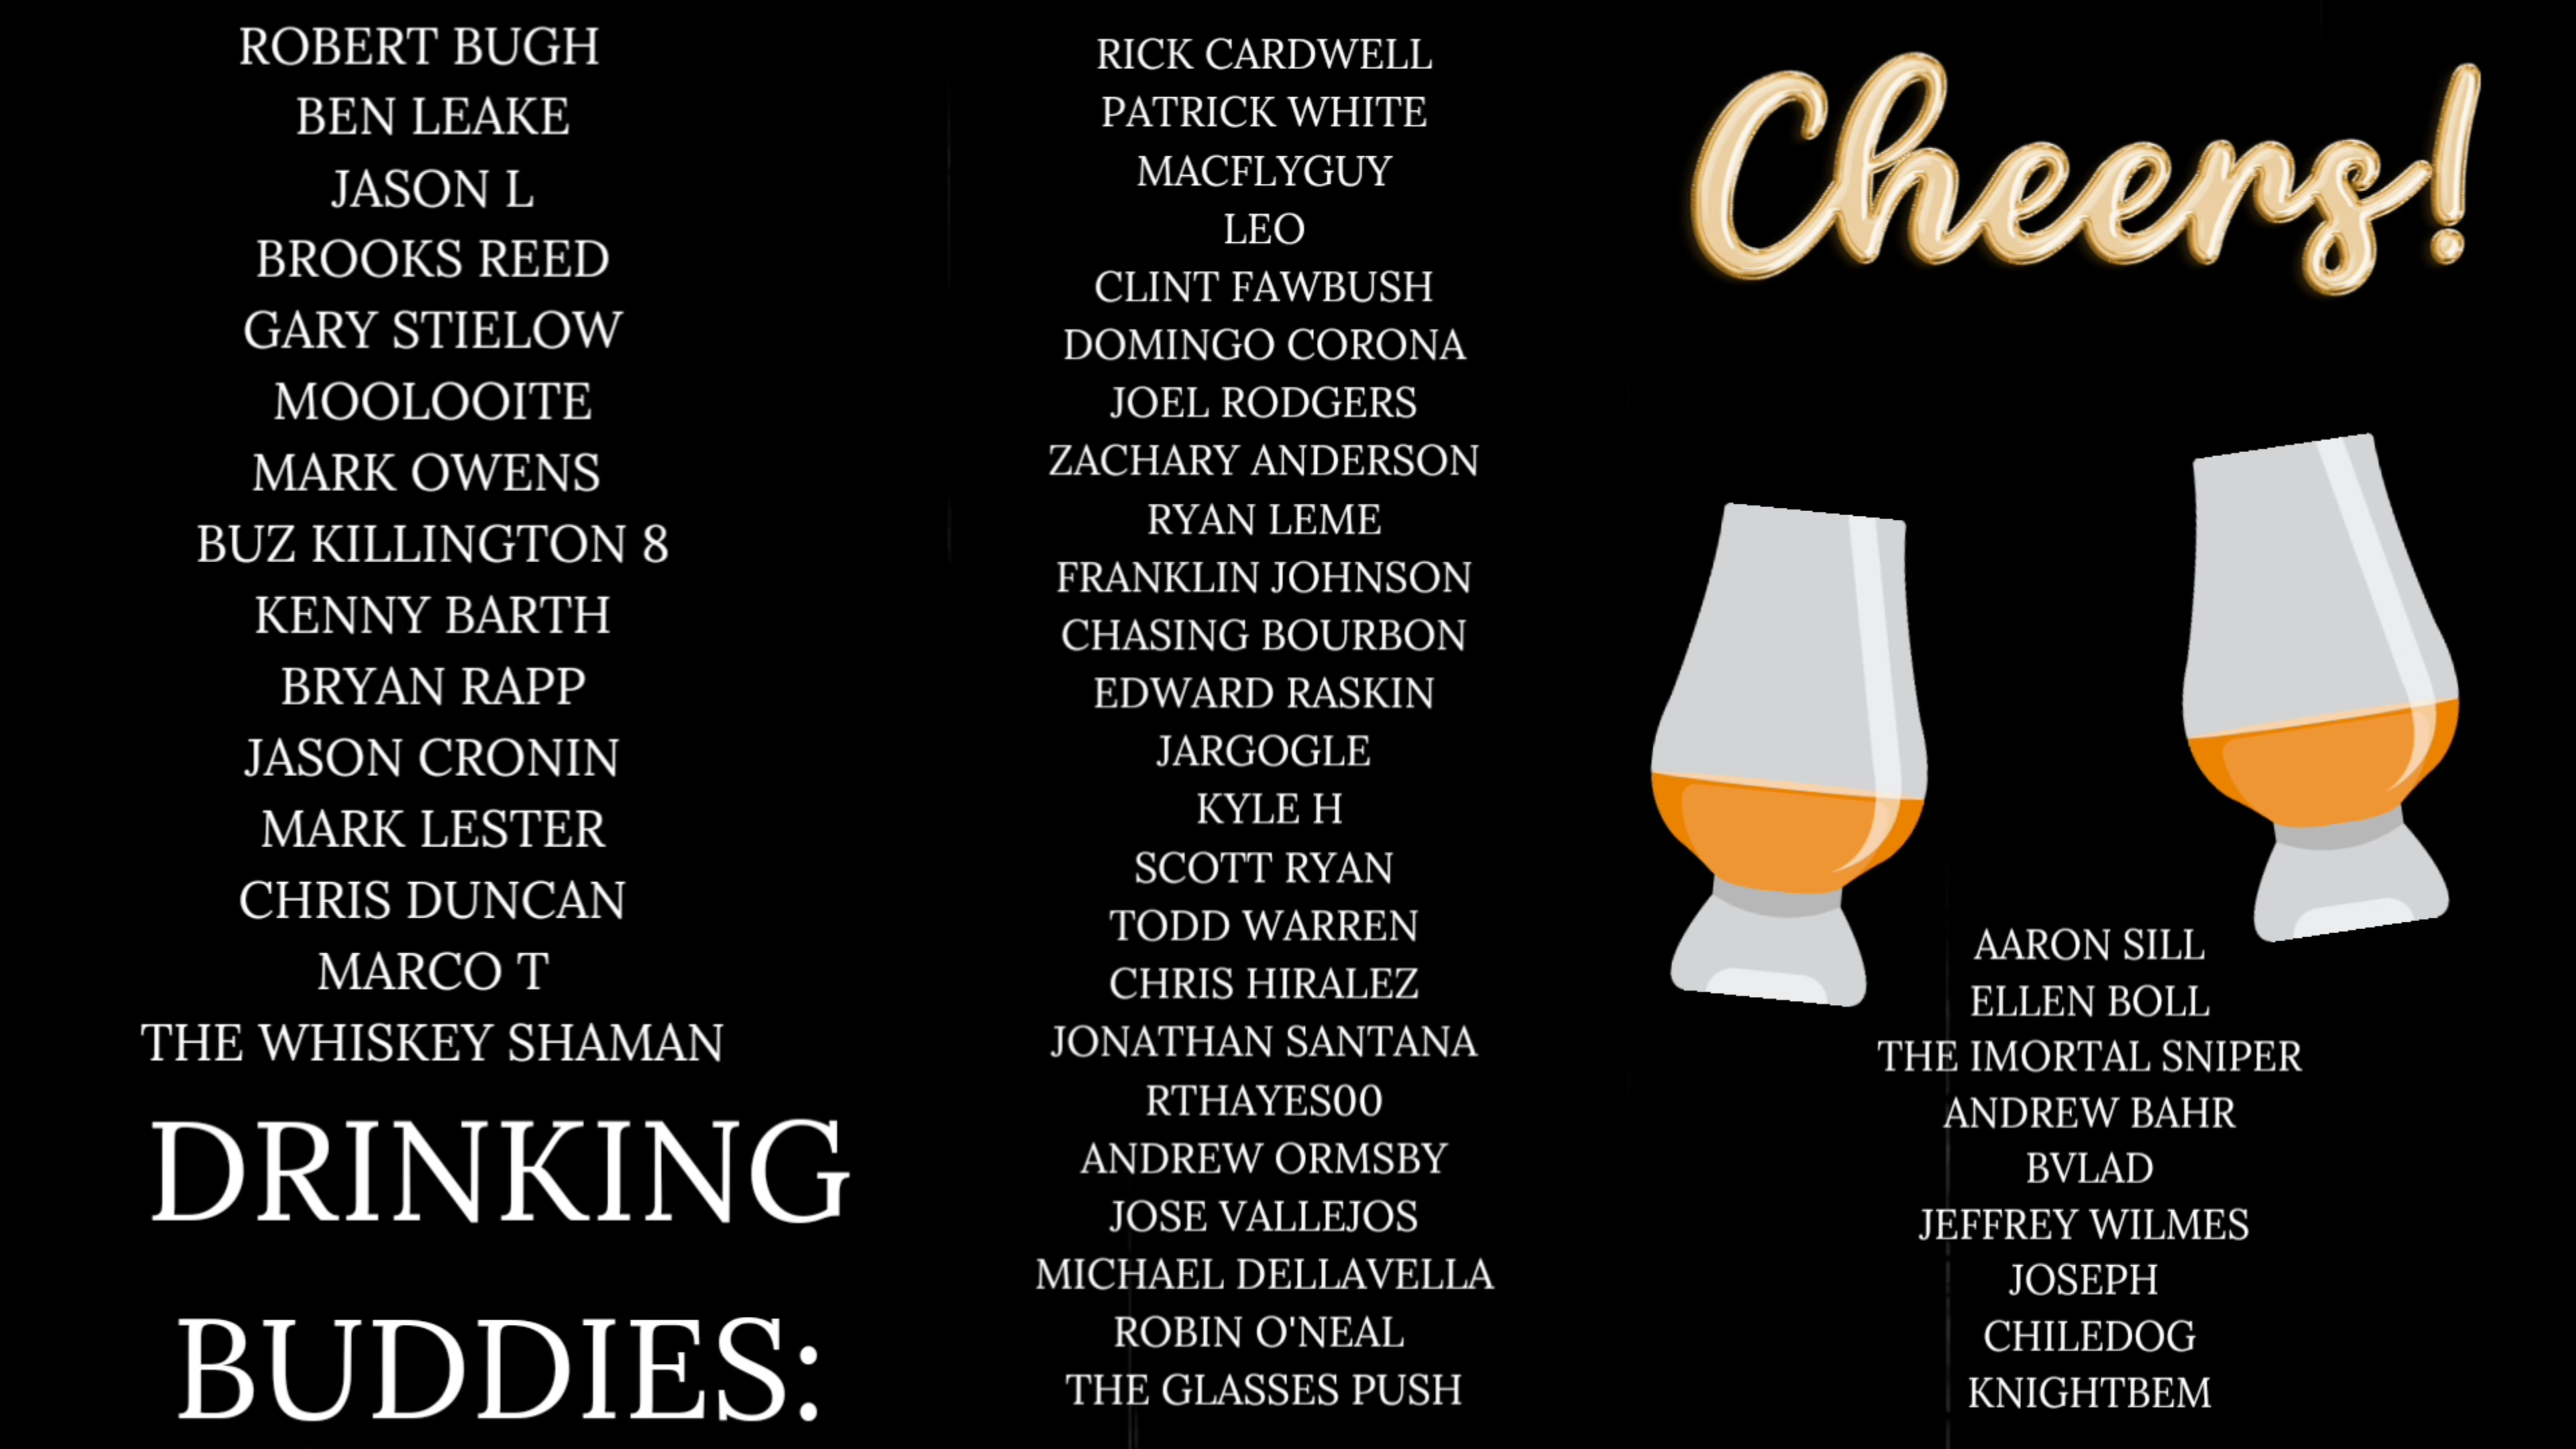 ROBERT BUGH
BEN LEAKE
JASON L
BROOKS REED
GARY STIELOW
MOOLOOITE
MARK OWENS
BUZ KILLINGTON 8
KENNY BARTH
BRYAN RAPP
JASON CRONIN
MARK LESTER
CHRIS DUNCAN
MARCO T
THE WHISKEY SHAMAN
DRINKING
BUDDIES:
RICK CARDWELL
PATRICK WHITE
MACFLYGUY
LEO
CLINT FAWBUSH
DOMINGO CORONA
JOEL RODGERS
ZACHARY ANDERSON
RYAN LEME
FRANKLIN JOHNSON
CHASING BOURBON
EDWARD RASKIN
JARGOGLE
KYLE H
SCOTT RYAN
TODD WARREN
CHRIS HIRALEZ
JONATHAN SANTANA
RTHAYES00
ANDREW ORMSBY
JOSE VALLEJOS
MICHAEL DELLAVELLA
ROBIN O'NEAL
THE GLASSES PUSH
Cheers!
AARON SILL
ELLEN BOLL
THE IMORTAL SNIPER
ANDREW BAHR
BVLAD
JEFFREY WILMES
JOSEPH
CHILEDOG
KNIGHTBEM